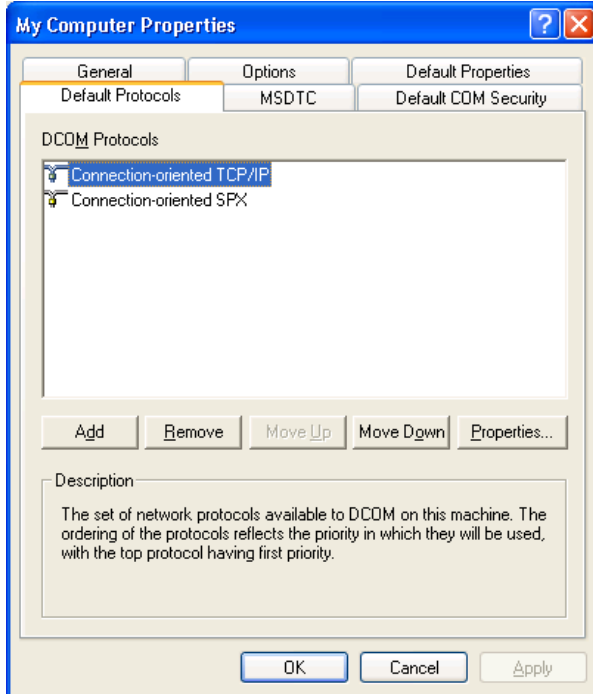 My Computer Properties
General Options Default Properties
Default Protocols MSDTC Default COM Security
DCOM Protocols
Connection-oriented TCP/IP
Connection-oriented SPX
Add Remove Move Up Move Down Properties...
Description
The set of network protocols available to DCOM on this machine. The
ordering of the protocols reflects the priority in which they will be used,
with the top protocol having first priority.
OK Cancel Apply